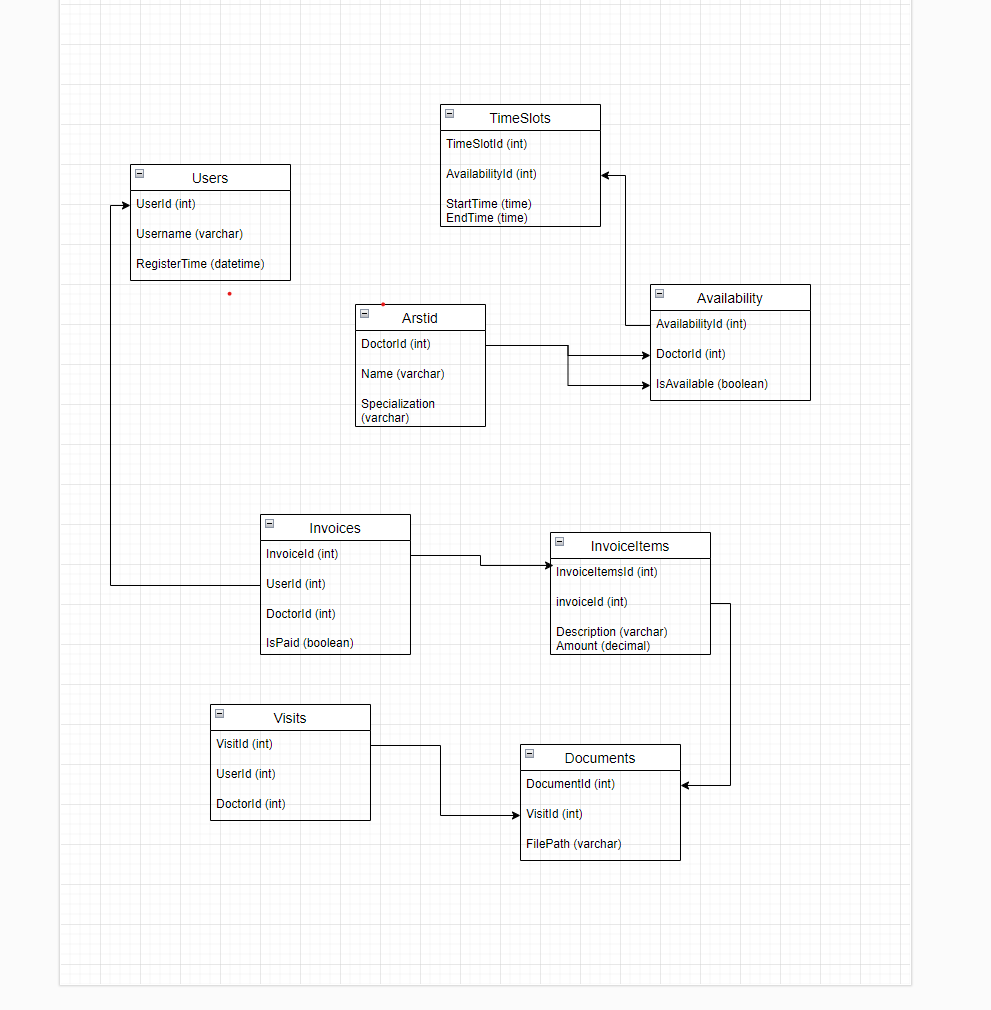 TimeSlots
TimeSlotId (int)
AvailabilityId (int)
StartTime (time)
EndTime (time)
Users
UserId (int)
Username (varchar)
RegisterTime (datetime)
Availability
AvailabilityId (int)
DoctorId (int)
IsAvailable (boolean)
Arstid
DoctorId (int)
Name (varchar)
Specialization
(varchar)
Invoices
InvoiceId (int)
UserId (int)
DoctorId (int)
IsPaid (boolean)
InvoiceItems
InvoiceItemsId (int)
invoiceId (int)
Description (varchar)
Amount (decimal)
Visits
VisitId (int)
UserId (int)
DoctorId (int)
Documents
DocumentId (int)
VisitId (int)
FilePath (varchar)